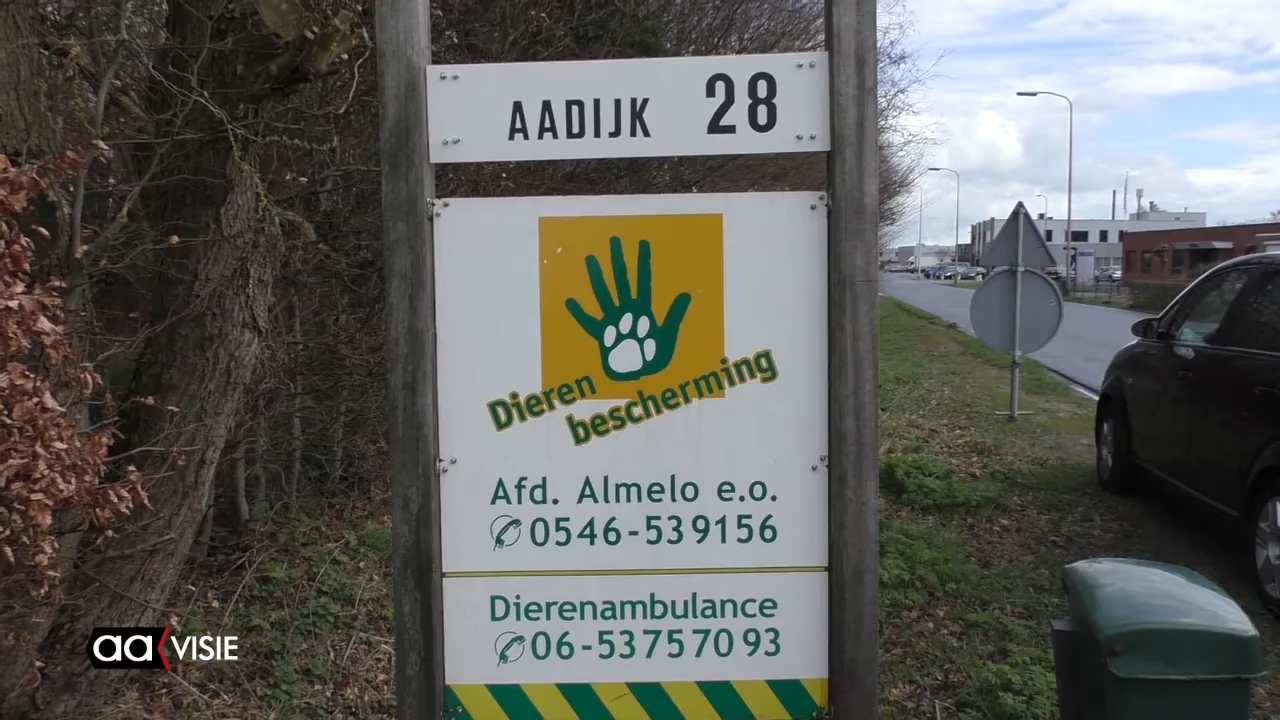 AADIJK 28
Dieren
bescherming
Afd. Almelo e.o.
0546-539156
Dierenambulance
06-53757093
aa VISIE